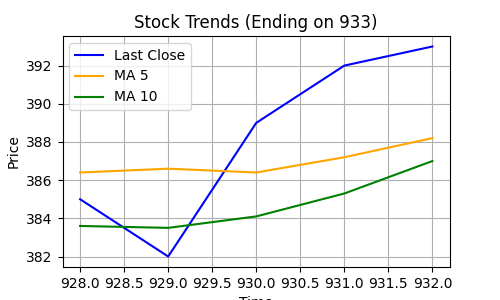 Stock Trends (Ending on 933)
Last Close
MA 5
MA 10
Price
392
390
388
386
384
382
928.0 928.5 929.0 929.5 930.0 930.5 931.0 931.5 932.0
Time